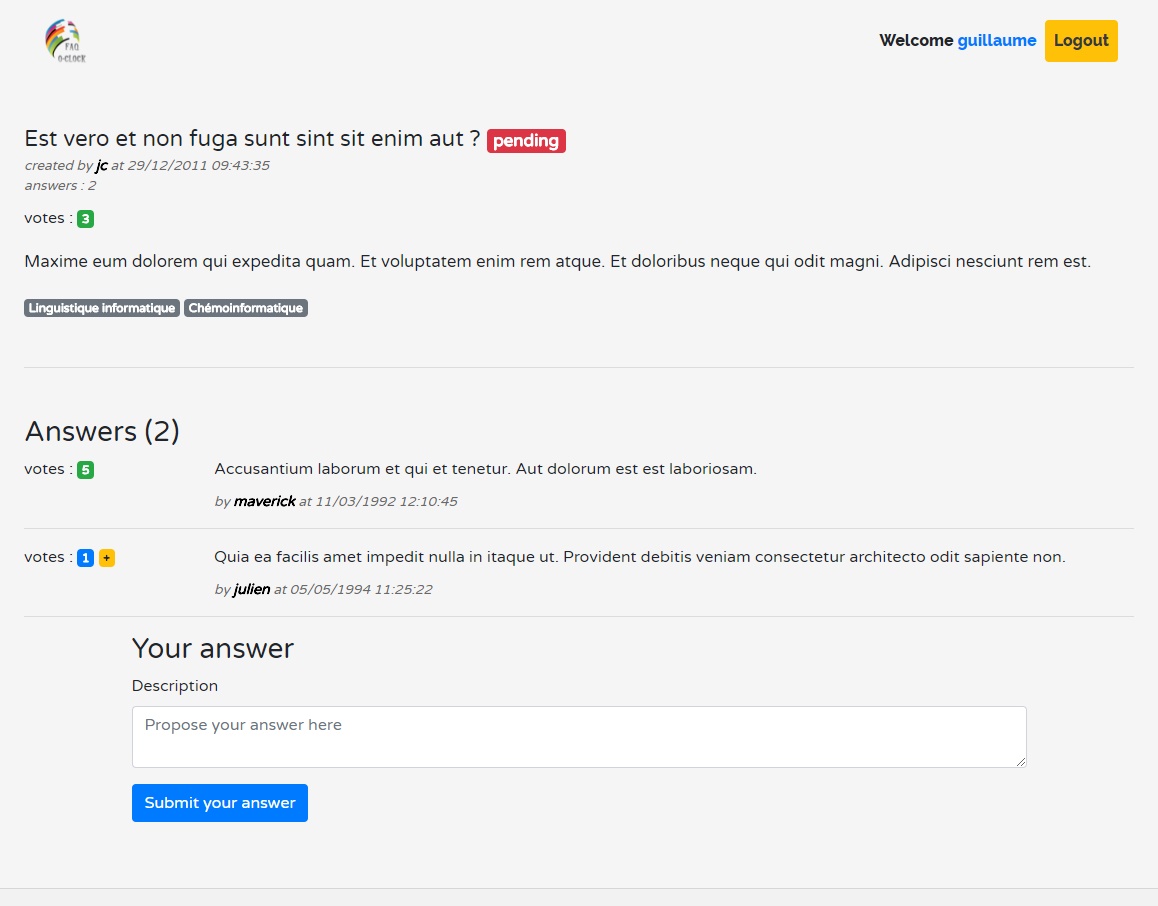 FAQ
O-CLOCK
Welcome guillaume Logout
Est vero et non fuga sunt sint sit enim aut ? pending
created by jc at 29/12/2011 09:43:35
answers : 2
votes : 3
Maxime eum dolorem qui expedita quam. Et voluptatem enim rem atque. Et doloribus neque qui odit magni. Adipisci nesciunt rem est.
Linguistique informatique Chémoinformatique
Answers (2)
votes : 5 Accusantium laborum et qui et tenetur. Aut dolorum est est laboriosam.
by maverick at 11/03/1992 12:10:45
votes : 1 + Quia ea facilis amet impedit nulla in itaque ut. Provident debitis veniam consectetur architecto odit sapiente non.
by julien at 05/05/1994 11:25:22
Your answer
Description
Propose your answer here
Submit your answer